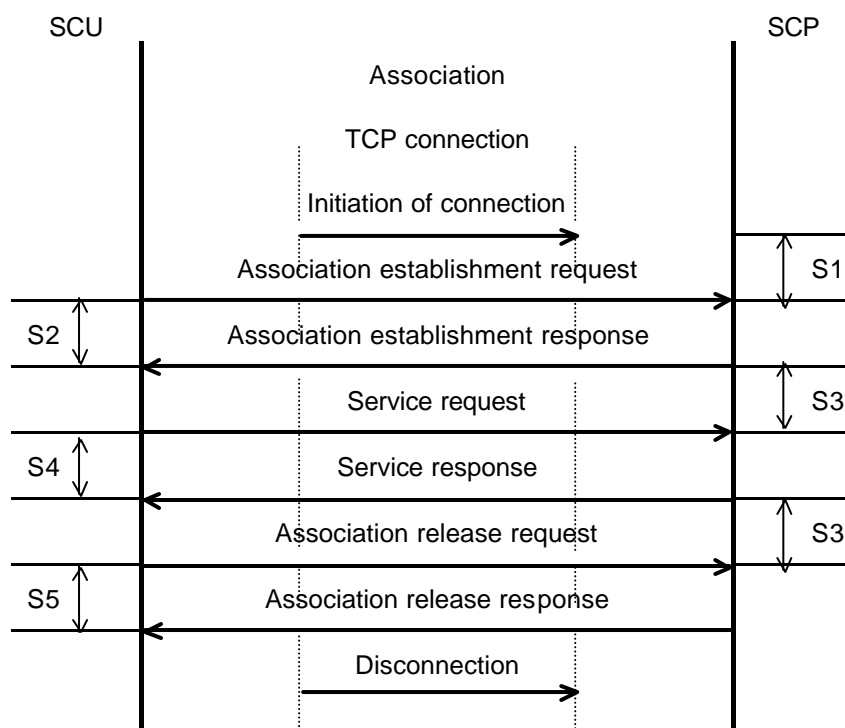 SCU
SCP
Association
TCP connection
Initiation of connection
Association establishment request
S1
S2
Association establishment response
Service request
S3
S4
Service response
Association release request
S3
S5
Association release response
Disconnection